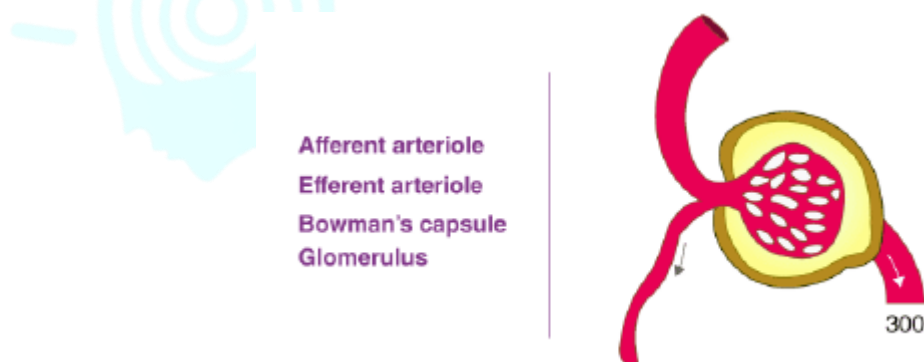 Afferent arteriole
Efferent arteriole
Bowman's capsule
Glomerulus
300